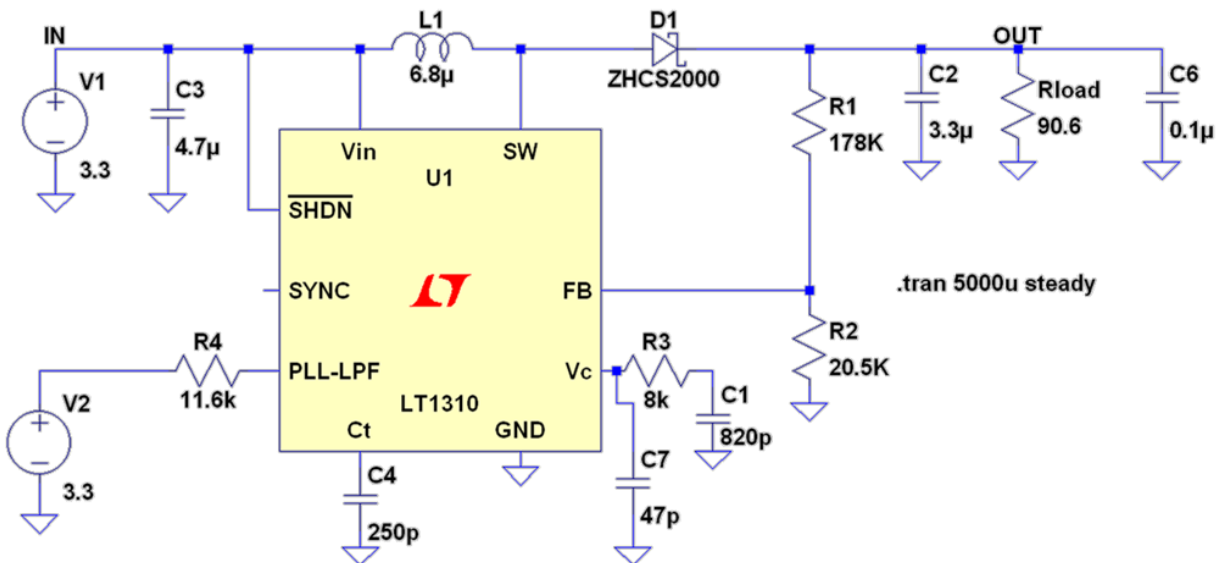 IN
L1
6.8µ
D1
ZHCS2000
OUT
V1
3.3
C3
4.7µ
R1
178K
C2
3.3µ
Rload
90.6
C6
0.1µ
Vin
SW
U1
SHDN
SYNC
FB
PLL-LPF
Vc
LT1310
Ct
GND
.tran 5000u steady
R2
20.5K
R4
11.6k
R3
8k
C1
820p
V2
3.3
C4
250p
C7
47p